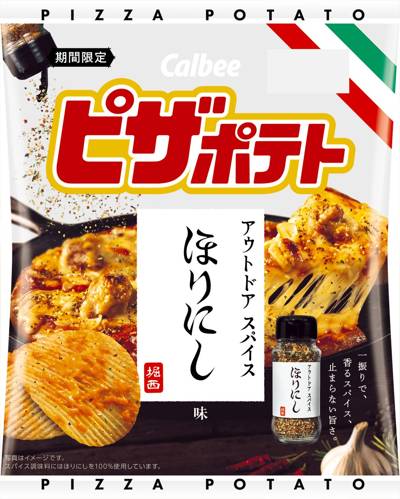 PIZZA POTATO
期間限定
Calbee
ピザポテト
アウトドア スパイス
ほりにし
堀西
味
アウトドア スパイス
ほりにし
堀西
一振りで、
香るスパイス、
止まらない旨さ。
写真はイメージです。
スパイス調味料にはほりにしを100%使用しています。
PIZZA POTATO